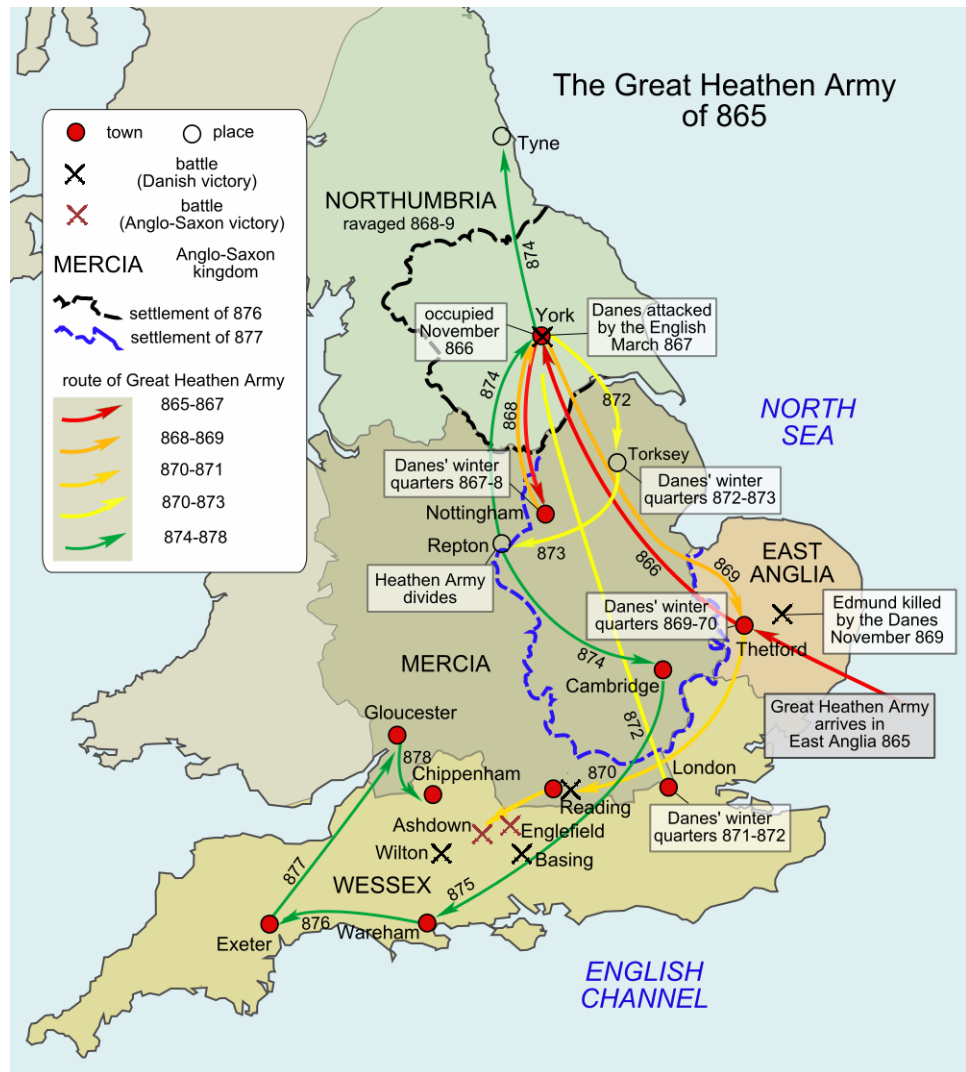 The Great Heathen Army
of 865
town
place
battle
(Danish victory)
battle
(Anglo-Saxon victory)
MERCIA
Anglo-Saxon
kingdom
settlement of 876
settlement of 877
route of Great Heathen Army
865-867
868-869
870-871
870-873
874-878
Tyne
NORTHUMBRIA
ravaged 868-9
874
occupied
November
866
York
Danes attacked
by the English
March 867
874
868
872
NORTH
SEA
Danes' winter
quarters 867-8
Torksey
Danes' winter
quarters 872-873
Nottingham
Repton
873
866
869
EAST
ANGLIA
Heathen Army
divides
Danes' winter
quarters 869-70
Edmund killed
by the Danes
November 869
Thetford
MERCIA
874
Cambridge
Great Heathen Army
arrives in
East Anglia 865
Gloucester
872
878
Chippenham
870
London
Reading
Ashdown
Englefield
Danes' winter
quarters 871-872
Wilton
Basing
877
WESSEX
875
876
Exeter
Wareham
ENGLISH
CHANNEL